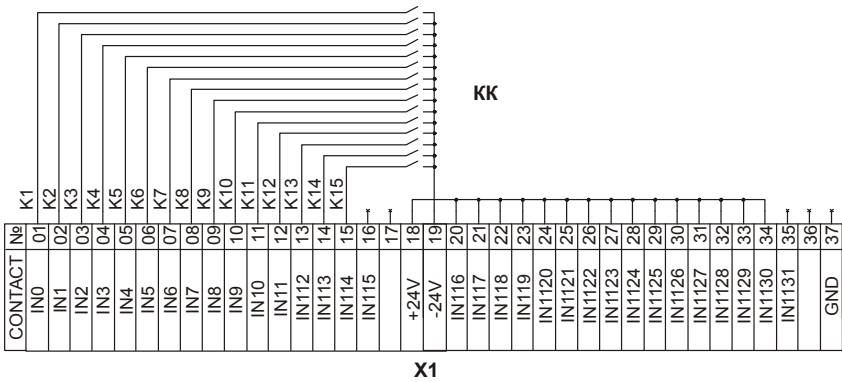 КК
K1 K2 K3 K4 K5 K6 K7 K8 K9 K10 K11 K12 K13 K14 K15
№ 01 02 03 04 05 06 07 08 09 10 11 12 13 14 15 16 17 18 19 20 21 22 23 24 25 26 27 28 29 30 31 32 33 34 35 36 37
CONTACT IN0 IN1 IN2 IN3 IN4 IN5 IN6 IN7 IN8 IN9 IN10 IN11 IN112 IN113 IN114 IN115 +24V -24V IN116 IN117 IN118 IN119 IN1120 IN1121 IN1122 IN1123 IN1124 IN1125 IN1126 IN1127 IN1128 IN1129 IN1130 IN1131 GND
X1